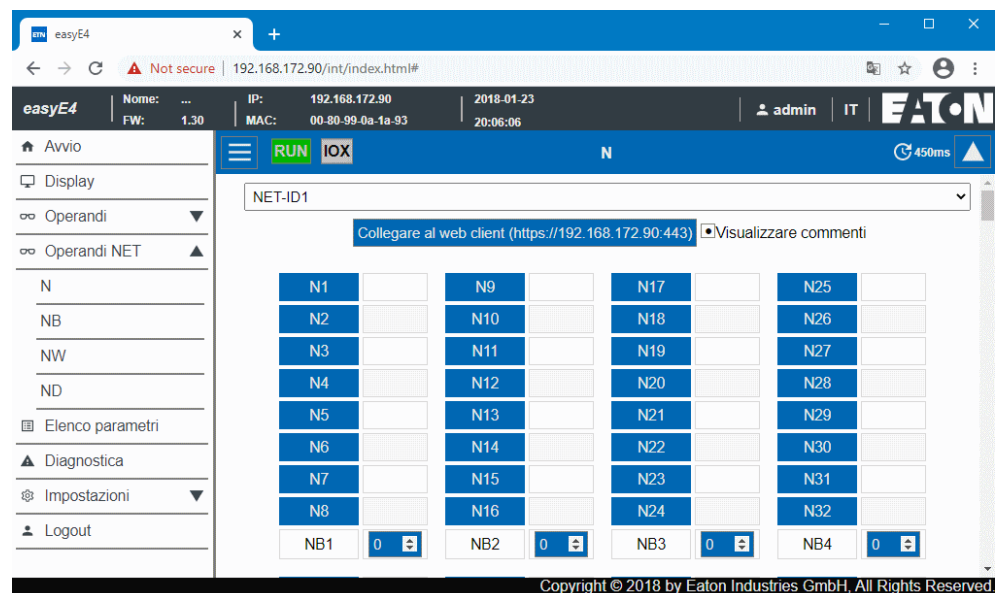 ETN easyE4
Not secure | 192.168.172.90/int/index.html#
easyE4
Nome: ...
FW: 1.30
IP: 192.168.172.90
MAC: 00-80-99-0a-1a-93
2018-01-23
20:06:06
admin
IT
EATON
Avvio
Display
Operandi
Operandi NET
N
NB
NW
ND
Elenco parametri
Diagnostica
Impostazioni
Logout
RUN IOX N 450ms
NET-ID1
Collegare al web client (https://192.168.172.90:443) Visualizzare commenti
N1 N9 N17 N25
N2 N10 N18 N26
N3 N11 N19 N27
N4 N12 N20 N28
N5 N13 N21 N29
N6 N14 N22 N30
N7 N15 N23 N31
N8 N16 N24 N32
NB1 0 NB2 0 NB3 0 NB4 0
Copyright © 2018 by Eaton Industries GmbH, All Rights Reserved.